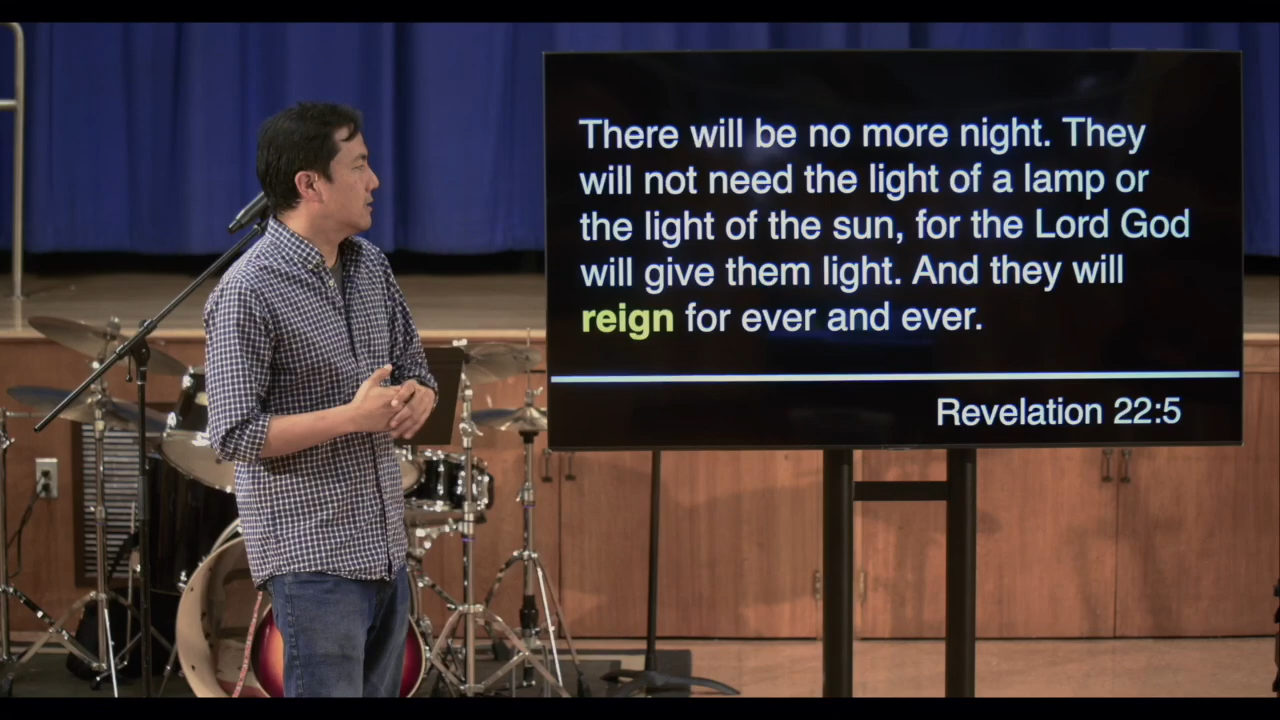 There will be no more night. They
will not need the light of a lamp or
the light of the sun, for the Lord God
will give them light. And they will
reign for ever and ever.
Revelation 22:5